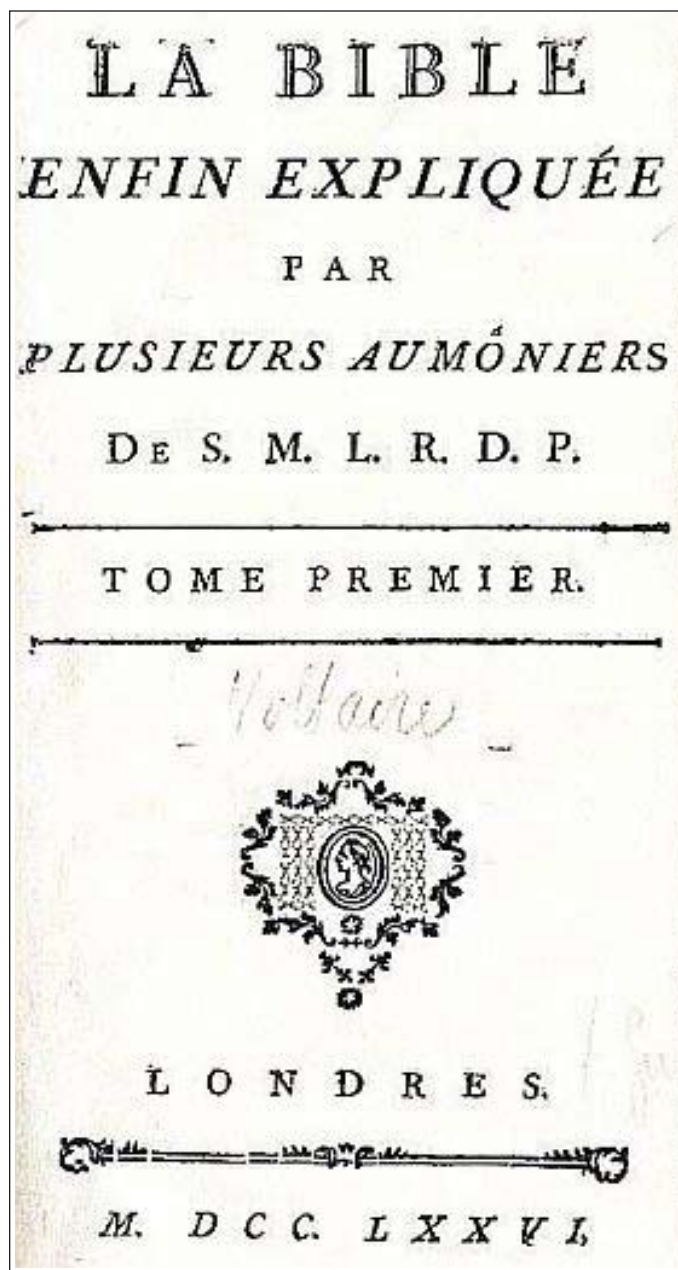 LA BIBLE
ENFIN EXPLIQUÉE
PAR
PLUSIEURS AUMÔNIERS
DE S. M. L. R. D. P.
TOME PREMIER.
Voltaire
LONDRES.
M. DCC. LXXVI.